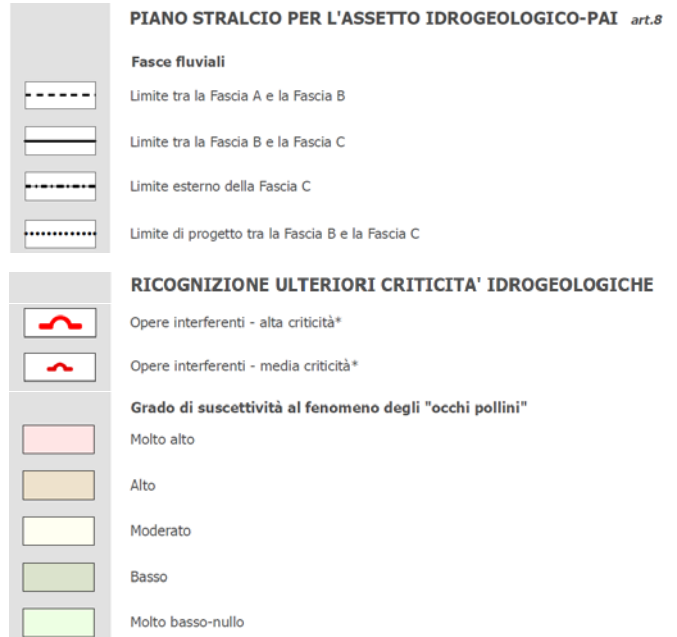 PIANO STRALCIO PER L'ASSETTO IDROGEOLOGICO-PAI art.8
Fasce fluviali
Limite tra la Fascia A e la Fascia B
Limite tra la Fascia B e la Fascia C
Limite esterno della Fascia C
Limite di progetto tra la Fascia B e la Fascia C
RICOGNIZIONE ULTERIORI CRITICITA' IDROGEOLOGICHE
Opere interferenti - alta criticità*
Opere interferenti - media criticità*
Grado di suscettività al fenomeno degli "occhi pollini"
Molto alto
Alto
Moderato
Basso
Molto basso-nullo